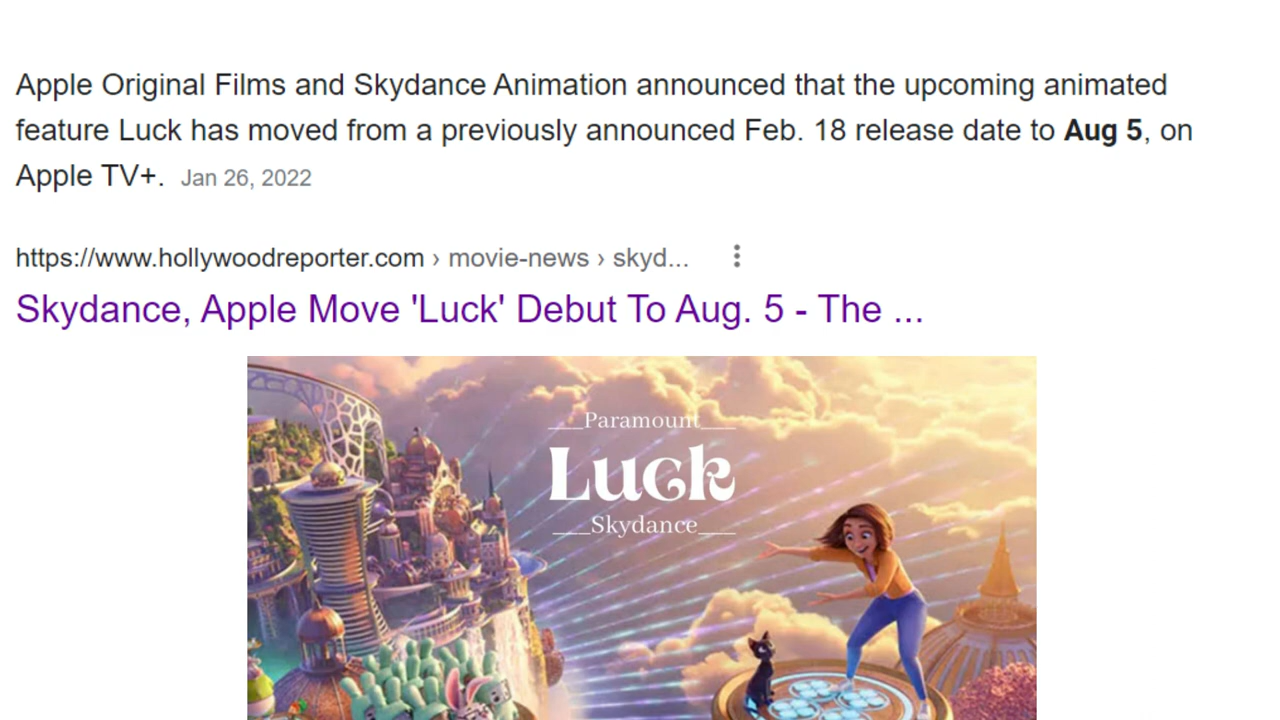 Apple Original Films and Skydance Animation announced that the upcoming animated
feature Luck has moved from a previously announced Feb. 18 release date to Aug 5, on
Apple TV+. Jan 26, 2022
https://www.hollywoodreporter.com › movie-news › skyd...
Skydance, Apple Move 'Luck' Debut To Aug. 5 - The ...
___Paramount___
Luck
___Skydance___